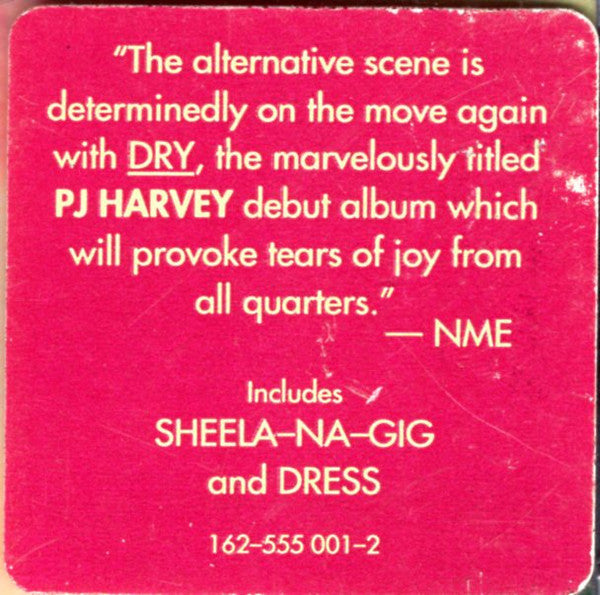 "The alternative scene is
determinedly on the move again
with DRY, the marvelously titled
PJ HARVEY debut album which
will provoke tears of joy from
all quarters."
— NME
Includes
SHEELA–NA–GIG
and DRESS
162–555 001–2